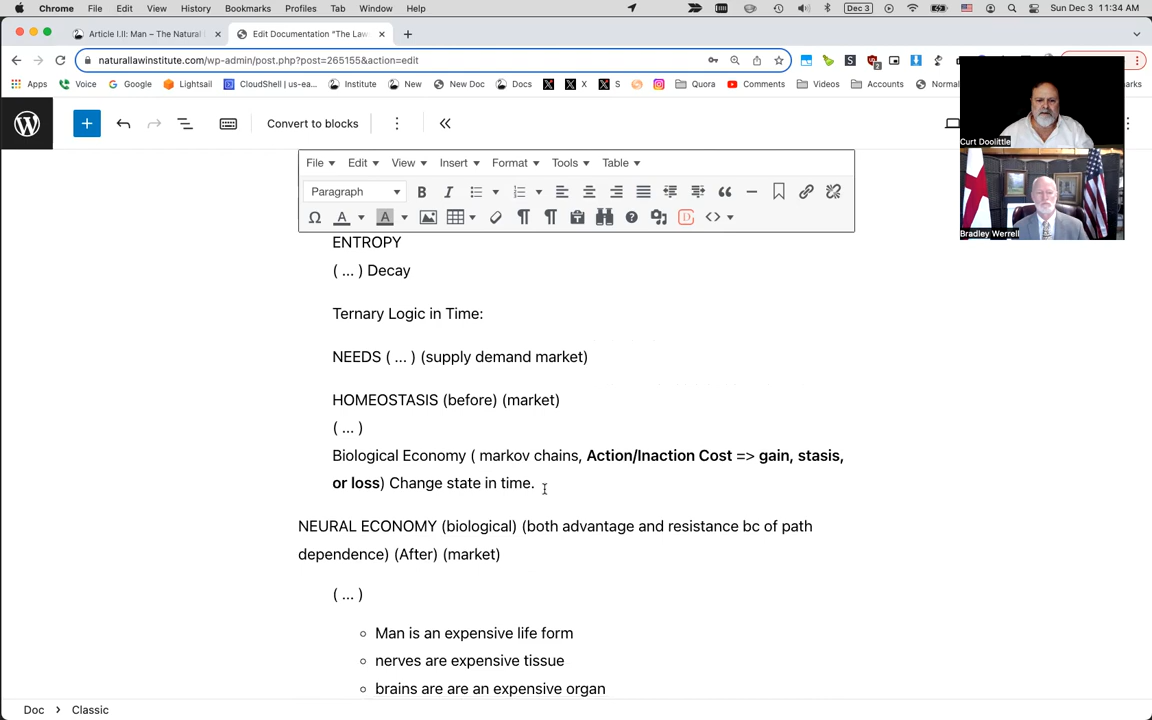 Chrome File Edit View History Bookmarks Profiles Tab Window Help Dec 3 Sun Dec 3 11:34 AM
Article I.II: Man – The Natural Edit Documentation “The Law
naturallawinstitute.com/wp-admin/post.php?post=265155&action=edit
Apps Voice Google Lightsail CloudShell | us-ea... Institute New New Doc Docs X X S Quora YouTube Comments Videos Accounts Normal
Convert to blocks
Curt Doolittle
Bradley Werrell
File Edit View Insert Format Tools Table
Paragraph B I
ENTROPY
( ... ) Decay
Ternary Logic in Time:
NEEDS ( ... ) (supply demand market)
HOMEOSTASIS (before) (market)
( ... )
Biological Economy ( markov chains, Action/Inaction Cost => gain, stasis,
or loss) Change state in time.
NEURAL ECONOMY (biological) (both advantage and resistance bc of path
dependence) (After) (market)
( ... )
Man is an expensive life form
nerves are expensive tissue
brains are are an expensive organ
Doc › Classic